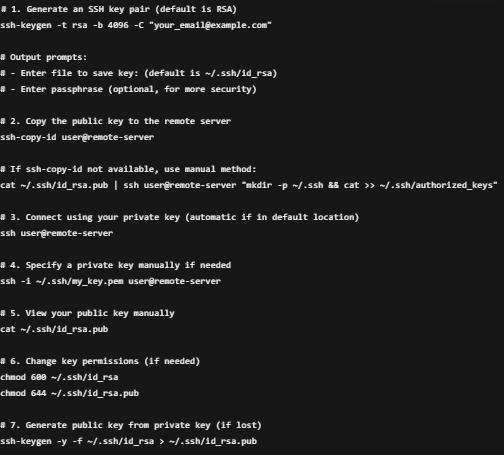 # 1. Generate an SSH key pair (default is RSA)
ssh-keygen -t rsa -b 4096 -C "your_email@example.com"
# Output prompts:
# - Enter file to save key: (default is ~/.ssh/id_rsa)
# - Enter passphrase (optional, for more security)
# 2. Copy the public key to the remote server
ssh-copy-id user@remote-server
# If ssh-copy-id not available, use manual method:
cat ~/.ssh/id_rsa.pub | ssh user@remote-server "mkdir -p ~/.ssh && cat >> ~/.ssh/authorized_keys"
# 3. Connect using your private key (automatic if in default location)
ssh user@remote-server
# 4. Specify a private key manually if needed
ssh -i ~/.ssh/my_key.pem user@remote-server
# 5. View your public key manually
cat ~/.ssh/id_rsa.pub
# 6. Change key permissions (if needed)
chmod 600 ~/.ssh/id_rsa
chmod 644 ~/.ssh/id_rsa.pub
# 7. Generate public key from private key (if lost)
ssh-keygen -y -f ~/.ssh/id_rsa > ~/.ssh/id_rsa.pub